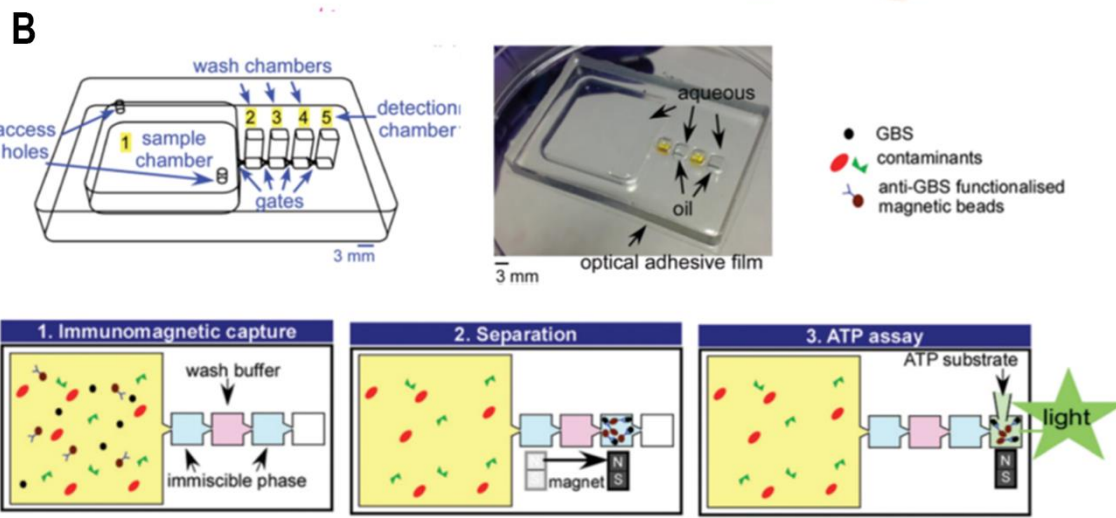 B
wash chambers
access
holes
1
sample
chamber
2 3 4 5
detection
chamber
gates
3 mm
aqueous
oil
optical adhesive film
3 mm
GBS
contaminants
anti-GBS functionalised
magnetic beads
1. Immunomagnetic capture
wash buffer
immiscible phase
2. Separation
N
S
magnet
3. ATP assay
ATP substrate
light
N
S